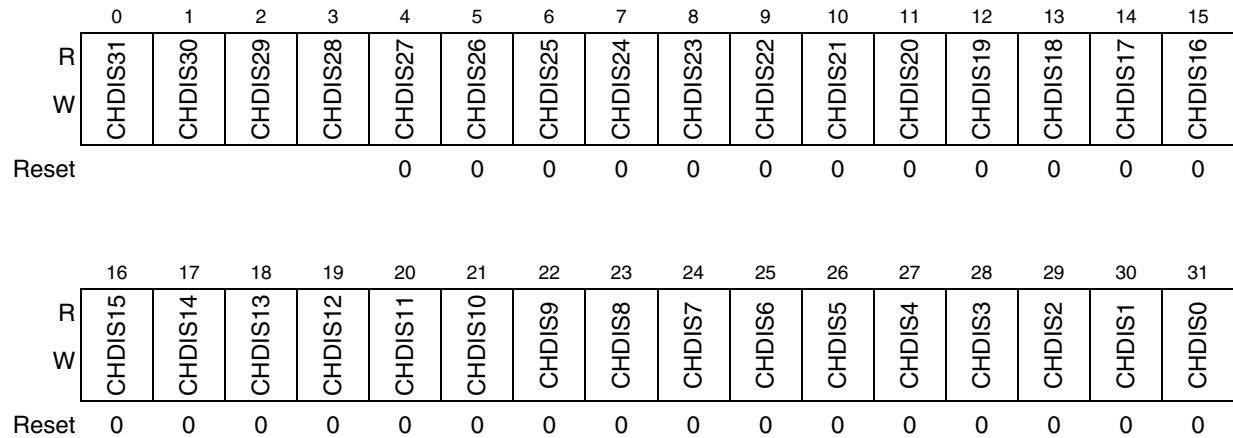 0 1 2 3 4 5 6 7 8 9 10 11 12 13 14 15
R
W
CHDIS31 CHDIS30 CHDIS29 CHDIS28 CHDIS27 CHDIS26 CHDIS25 CHDIS24 CHDIS23 CHDIS22 CHDIS21 CHDIS20 CHDIS19 CHDIS18 CHDIS17 CHDIS16
Reset 0 0 0 0 0 0 0 0 0 0 0 0
16 17 18 19 20 21 22 23 24 25 26 27 28 29 30 31
R
W
CHDIS15 CHDIS14 CHDIS13 CHDIS12 CHDIS11 CHDIS10 CHDIS9 CHDIS8 CHDIS7 CHDIS6 CHDIS5 CHDIS4 CHDIS3 CHDIS2 CHDIS1 CHDIS0
Reset 0 0 0 0 0 0 0 0 0 0 0 0 0 0 0 0